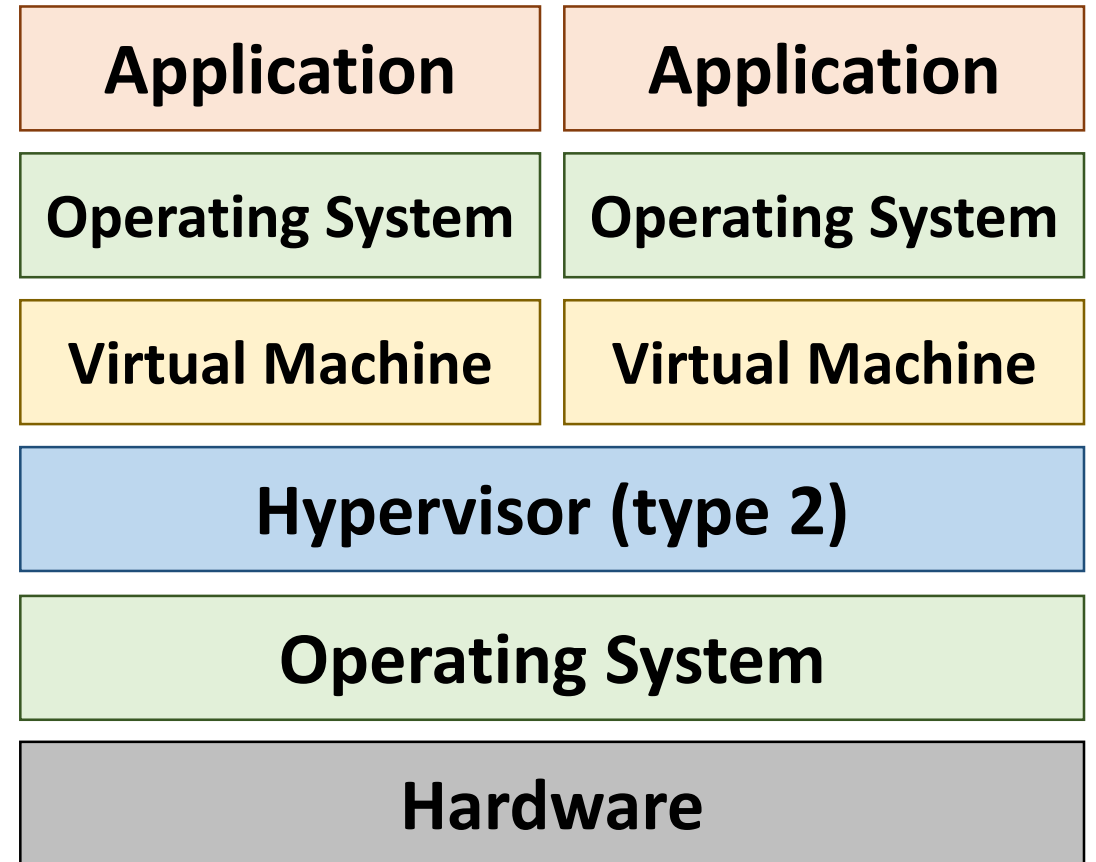 Application
Application
Operating System
Operating System
Virtual Machine
Virtual Machine
Hypervisor (type 2)
Operating System
Hardware